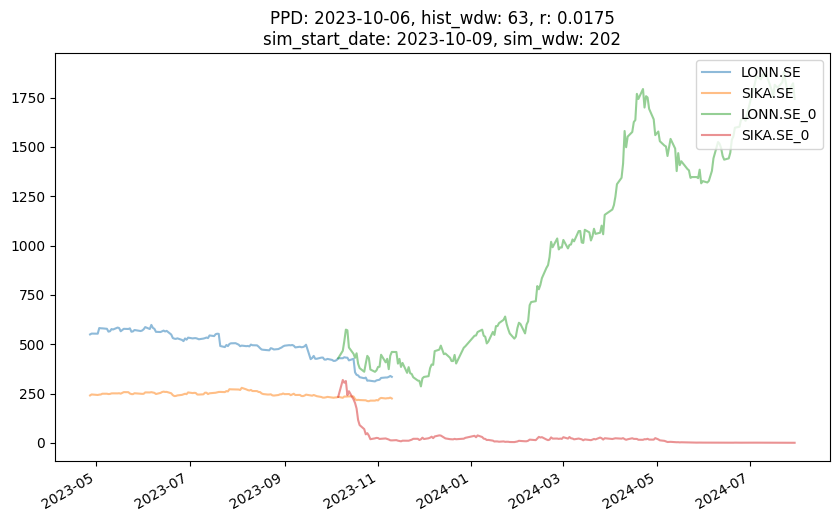 PPD: 2023-10-06, hist_wdw: 63, r: 0.0175
sim_start_date: 2023-10-09, sim_wdw: 202
LONN.SE
SIKA.SE
LONN.SE_0
SIKA.SE_0
1750
1500
1250
1000
750
500
250
0
2023-05
2023-07
2023-09
2023-11
2024-01
2024-03
2024-05
2024-07